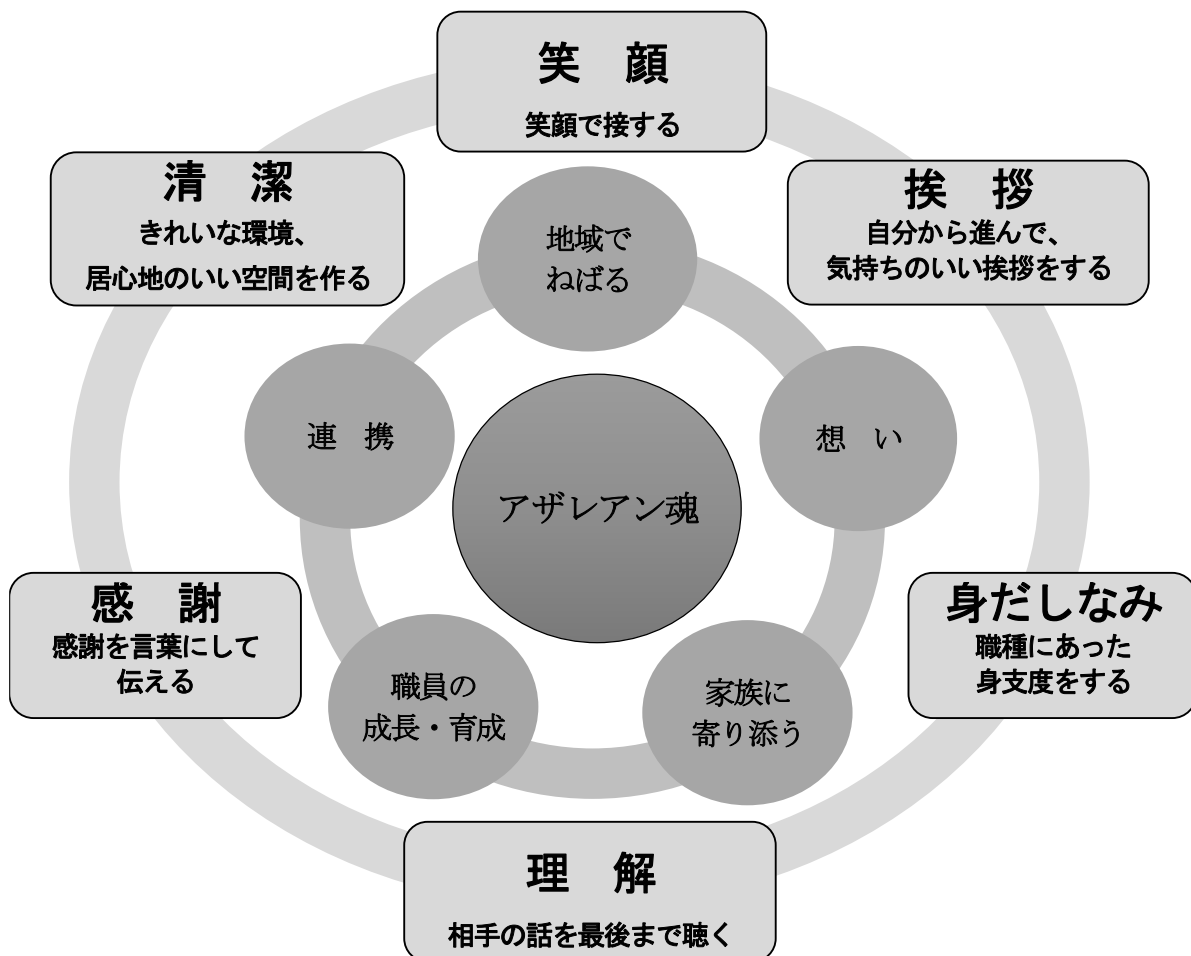 笑　顔
笑顔で接する
清　潔
きれいな環境、
居心地のいい空間を作る
挨　拶
自分から進んで、
気持ちのいい挨拶をする
地域で
ねばる
連　携
想　い
アザレアン魂
感　謝
感謝を言葉にして
伝える
身だしなみ
職種にあった
身支度をする
職員の
成長・育成
家族に
寄り添う
理　解
相手の話を最後まで聴く